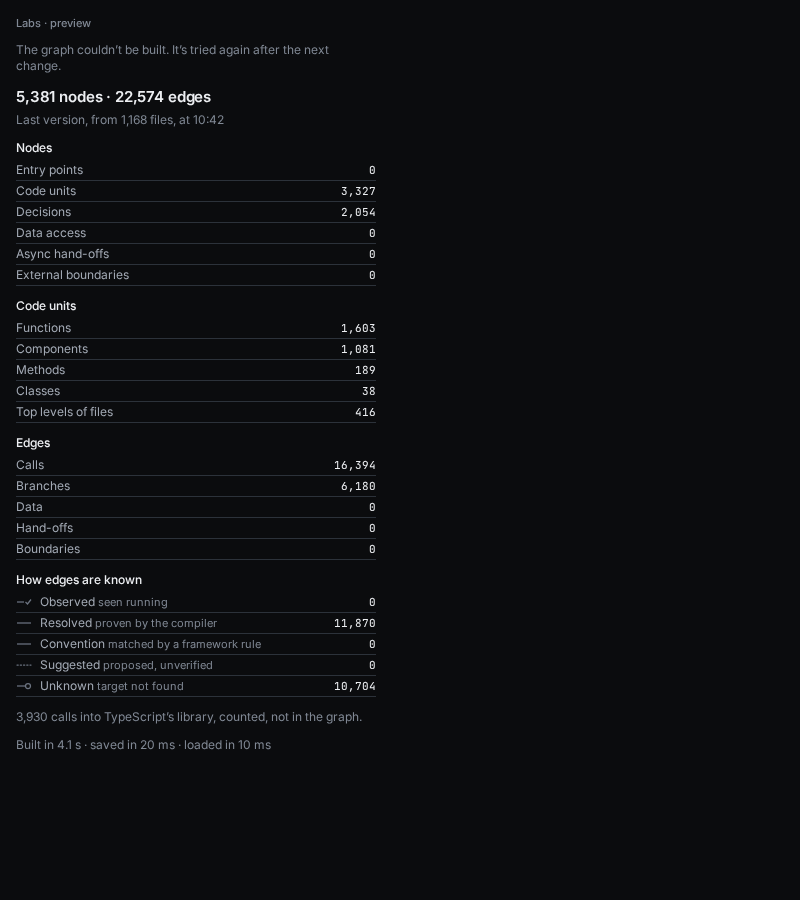 Labs · preview
The graph couldn’t be built. It’s tried again after the next
change.
5,381 nodes · 22,574 edges
Last version, from 1,168 files, at 10:42
Nodes
Entry points 0
Code units 3,327
Decisions 2,054
Data access 0
Async hand-offs 0
External boundaries 0
Code units
Functions 1,603
Components 1,081
Methods 189
Classes 38
Top levels of files 416
Edges
Calls 16,394
Branches 6,180
Data 0
Hand-offs 0
Boundaries 0
How edges are known
Observed seen running 0
Resolved proven by the compiler 11,870
Convention matched by a framework rule 0
Suggested proposed, unverified 0
Unknown target not found 10,704
3,930 calls into TypeScript’s library, counted, not in the graph.
Built in 4.1 s · saved in 20 ms · loaded in 10 ms